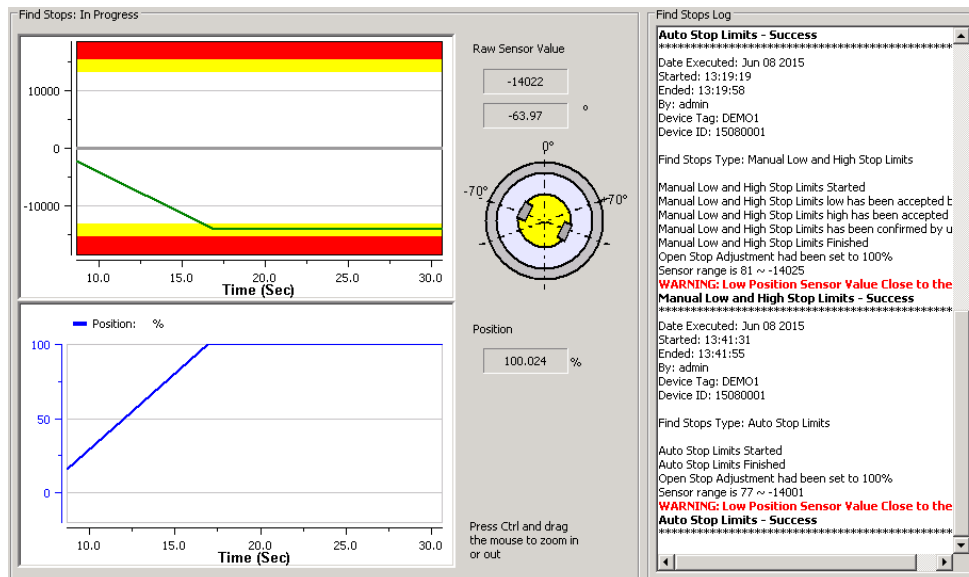 Find Stops: In Progress
10000
0
-10000
10.0 15.0 20.0 25.0 30.0
Time (Sec)
Raw Sensor Value
-14022
-63.97 °
0°
-70° +70°
Position: %
100
50
0
10.0 15.0 20.0 25.0 30.0
Time (Sec)
Position
100.024 %
Press Ctrl and drag
the mouse to zoom in
or out
Find Stops Log
Auto Stop Limits - Success
******************************************************
Date Executed: Jun 08 2015
Started: 13:19:19
Ended: 13:19:58
By: admin
Device Tag: DEMO1
Device ID: 15080001
Find Stops Type: Manual Low and High Stop Limits
Manual Low and High Stop Limits Started
Manual Low and High Stop Limits low has been accepted b
Manual Low and High Stop Limits high has been accepted
Manual Low and High Stop Limits has been confirmed by u
Manual Low and High Stop Limits Finished
Open Stop Adjustment had been set to 100%
Sensor range is 81 ~ -14025
WARNING: Low Position Sensor Value Close to the
Manual Low and High Stop Limits - Success
******************************************************
Date Executed: Jun 08 2015
Started: 13:41:31
Ended: 13:41:55
By: admin
Device Tag: DEMO1
Device ID: 15080001
Find Stops Type: Auto Stop Limits
Auto Stop Limits Started
Auto Stop Limits Finished
Open Stop Adjustment had been set to 100%
Sensor range is 77 ~ -14001
WARNING: Low Position Sensor Value Close to the
Auto Stop Limits - Success
******************************************************